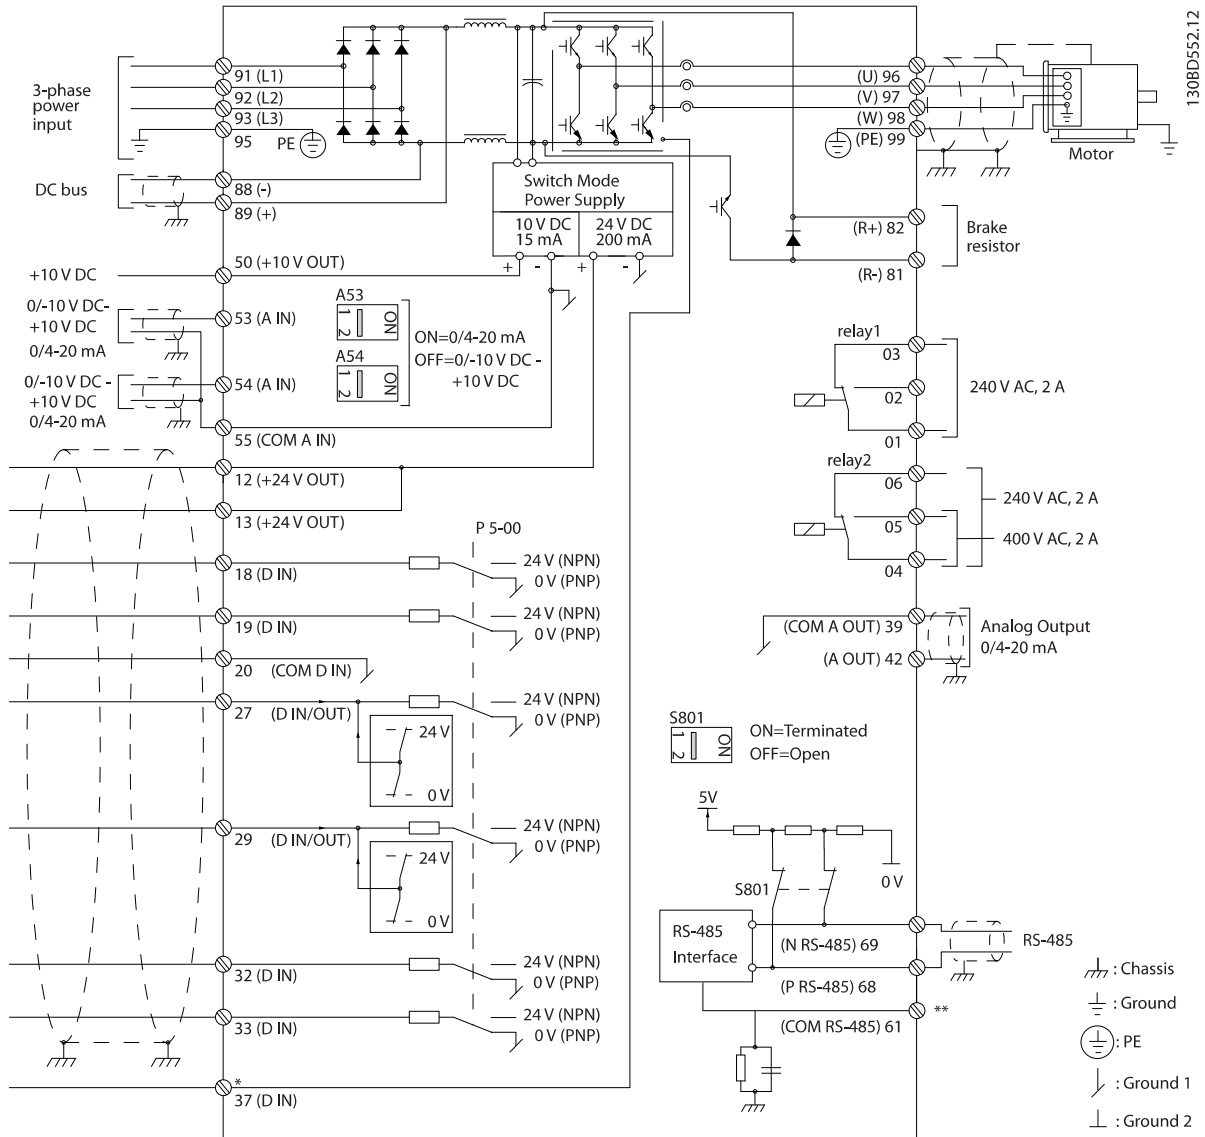 130BD552.12
3-phase
power
input
91 (L1)
92 (L2)
93 (L3)
95
PE
DC bus
88 (-)
89 (+)
Switch Mode
Power Supply
10 V DC
15 mA
24 V DC
200 mA
+
-
+
-
(U) 96
(V) 97
(W) 98
(PE) 99
Motor
(R+) 82
(R-) 81
Brake
resistor
+10 V DC
50 (+10 V OUT)
0/-10 V DC-
+10 V DC
0/4-20 mA
53 (A IN)
0/-10 V DC -
+10 V DC
0/4-20 mA
54 (A IN)
55 (COM A IN)
A53
1
2
ON
A54
1
2
ON
ON=0/4-20 mA
OFF=0/-10 V DC -
+10 V DC
relay1
03
02
01
240 V AC, 2 A
relay2
06
05
04
240 V AC, 2 A
400 V AC, 2 A
12 (+24 V OUT)
13 (+24 V OUT)
P 5-00
18 (D IN)
24 V (NPN)
0 V (PNP)
19 (D IN)
24 V (NPN)
0 V (PNP)
20 (COM D IN)
27 (D IN/OUT)
24 V (NPN)
0 V (PNP)
24 V
0 V
29 (D IN/OUT)
24 V (NPN)
0 V (PNP)
24 V
0 V
32 (D IN)
24 V (NPN)
0 V (PNP)
33 (D IN)
24 V (NPN)
0 V (PNP)
*
37 (D IN)
(COM A OUT) 39
(A OUT) 42
Analog Output
0/4-20 mA
S801
1
2
ON
ON=Terminated
OFF=Open
5V
0 V
S801
RS-485
Interface
(N RS-485) 69
(P RS-485) 68
(COM RS-485) 61
RS-485
**
: Chassis
: Ground
: PE
: Ground 1
: Ground 2